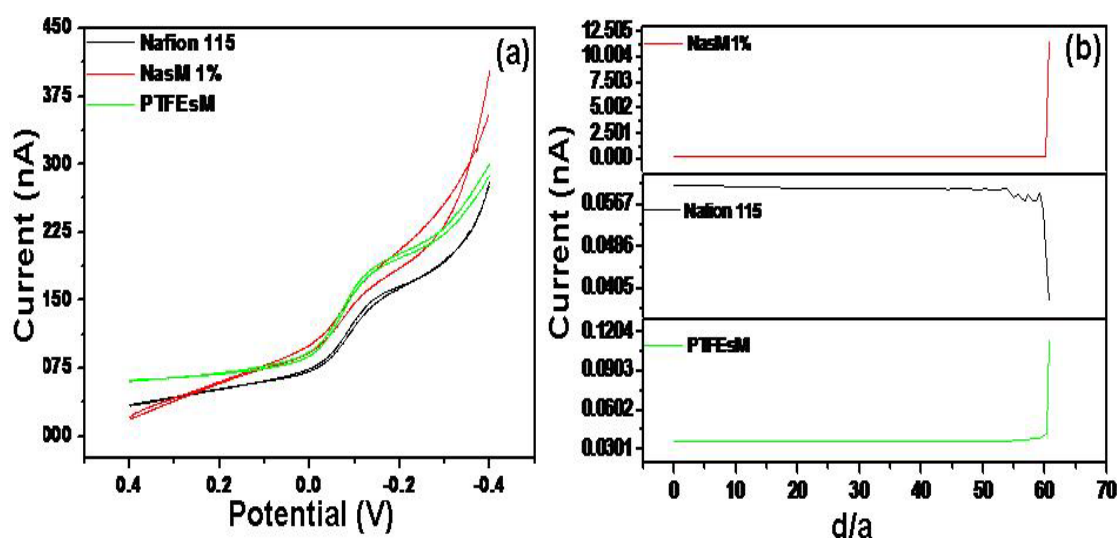 450
375
300
225
150
075
000
Current (nA)
Nafion 115
NasM 1%
PTFEsM
(a)
0.4
0.2
0.0
-0.2
-0.4
Potential (V)
12.505
10.004
7.503
5.002
2.501
0.000
NasM1%
(b)
0.0567
0.0486
0.0405
Nafion 115
Current (nA)
0.1204
0.0903
0.0602
0.0301
PTFEsM
0
10
20
30
40
50
60
70
d/a